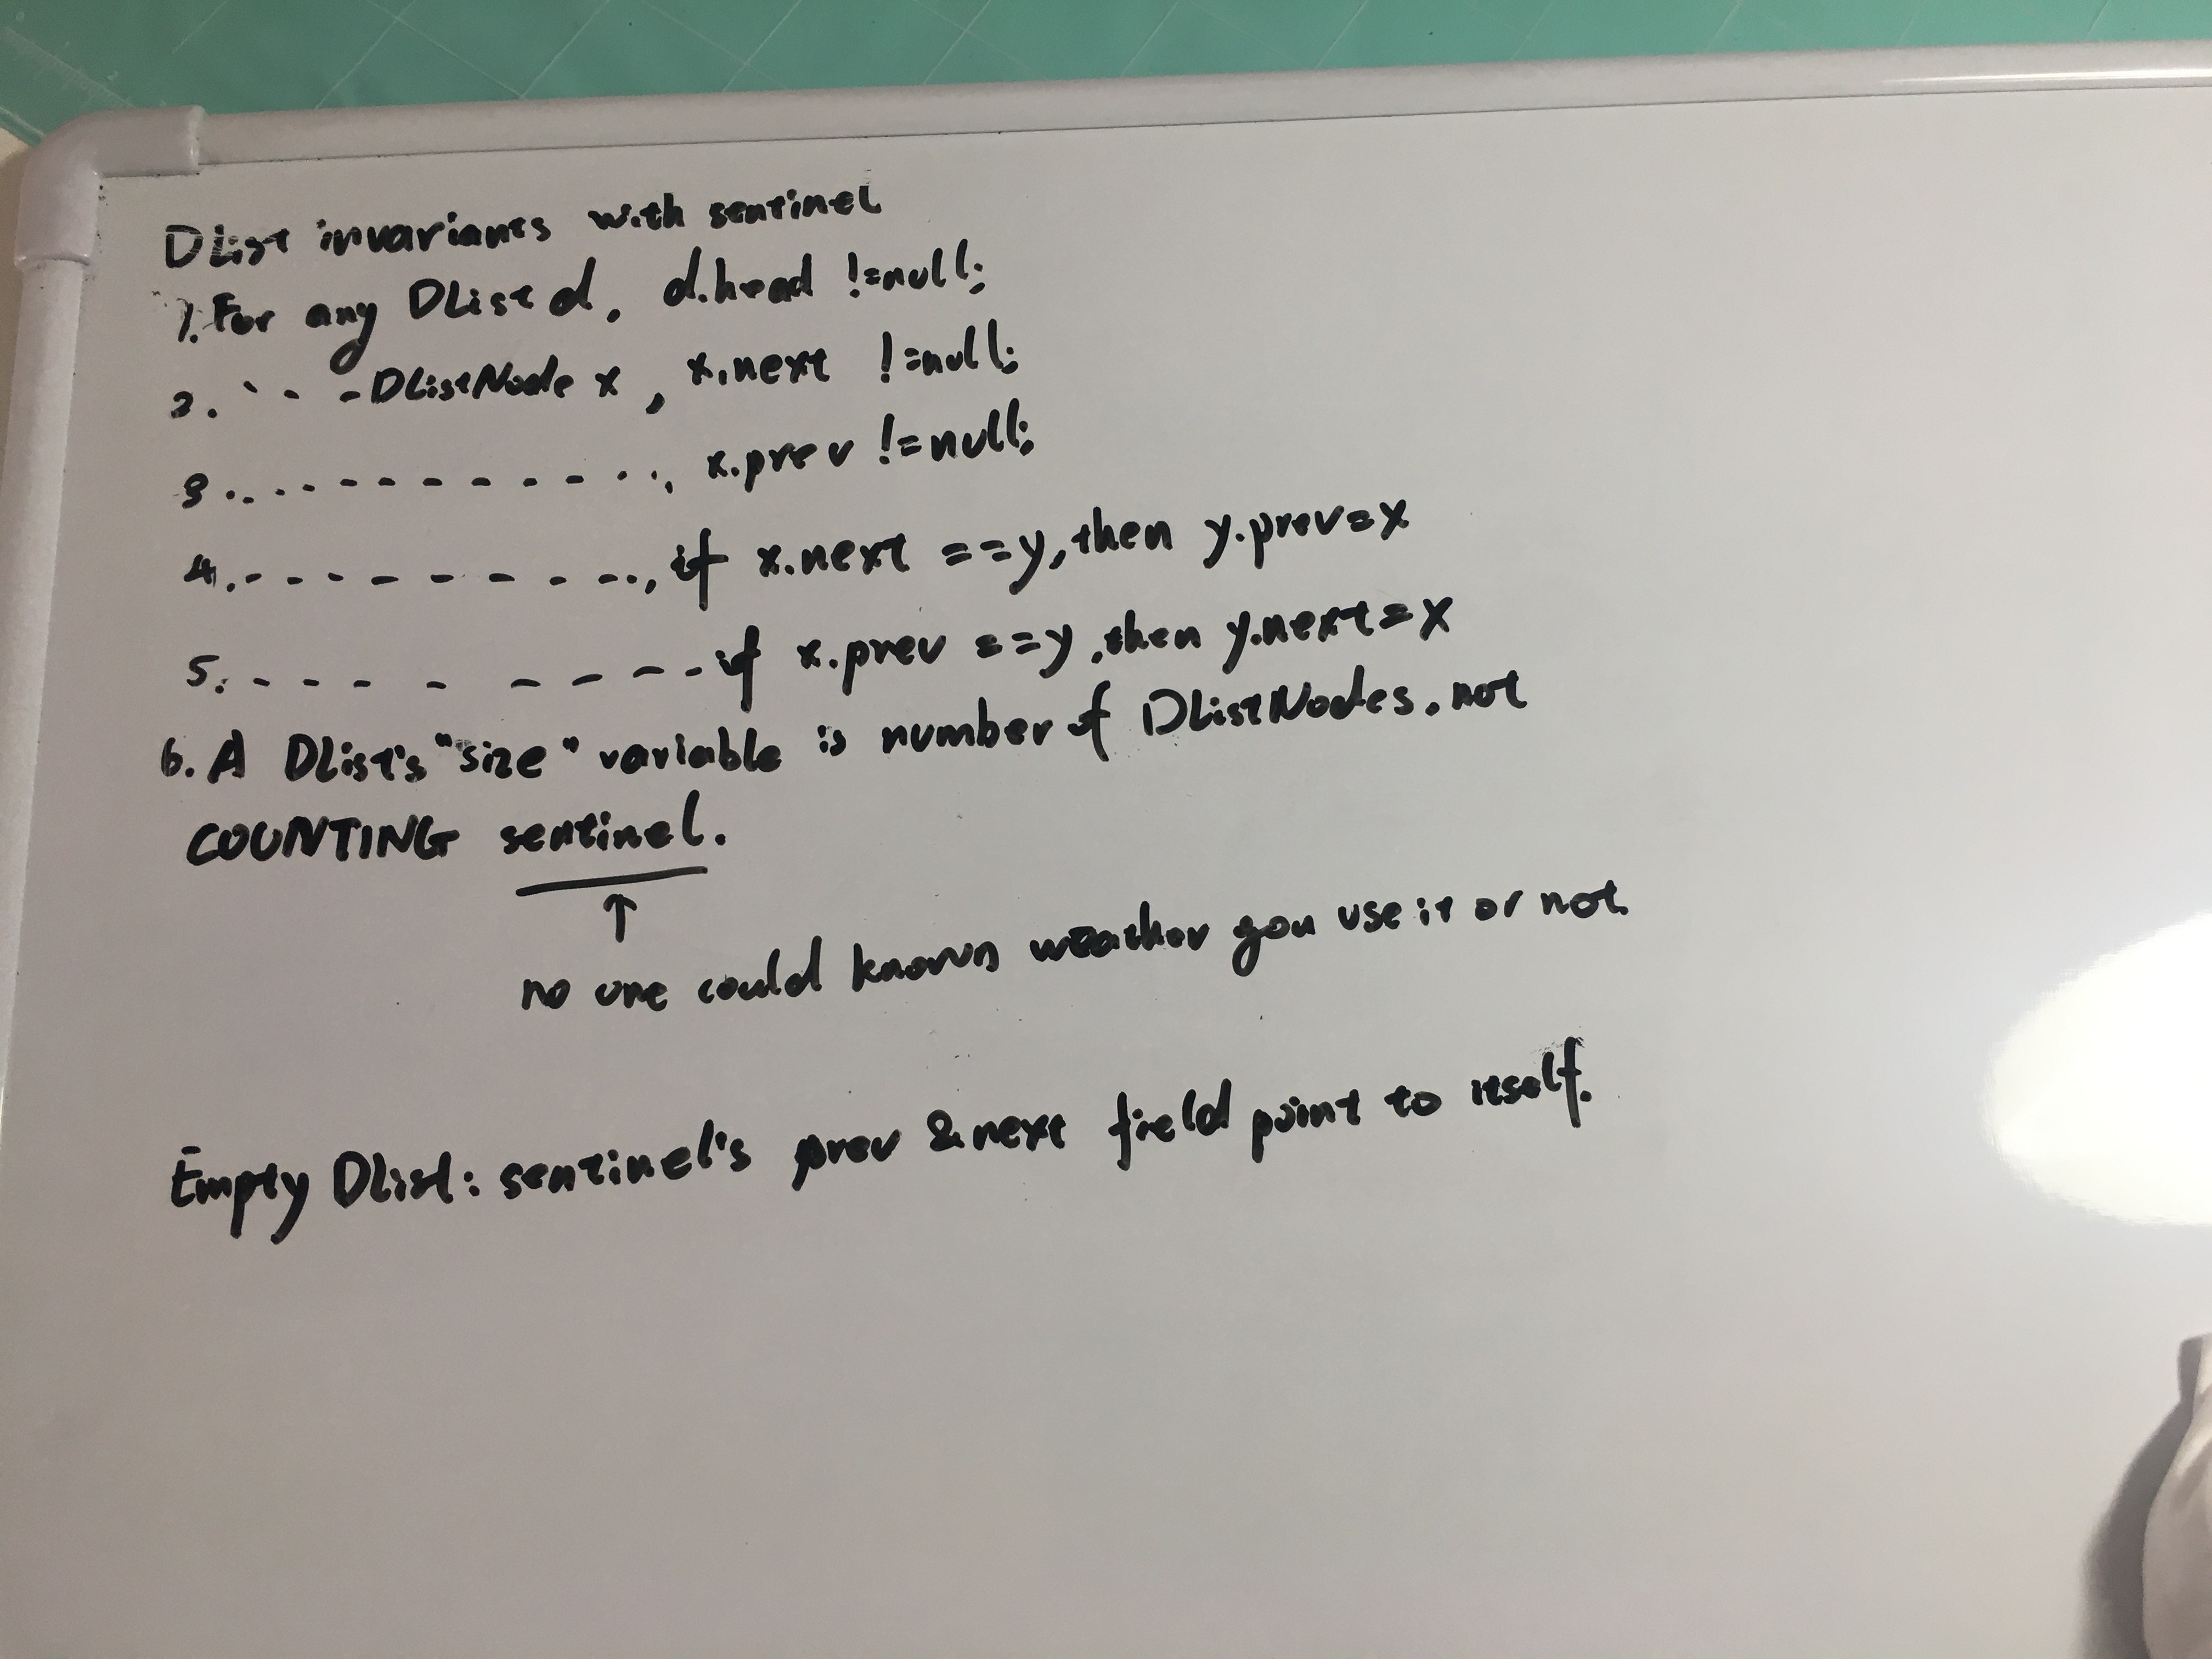 DList invariants with sentinel
1. For any DList d, d.head !=null;
2. ` - - DListNode x, x.next !=null;
3. . . - - - - - - - - - . . , x.prev !=null;
4. - - - - - - - - - . . , if x.next ==y, then y.prev=x
5. - - - - - - - - if x.prev ==y, then y.next=x
6. A DList's "size" variable is number of DListNodes. not
COUNTING sentinel.
↑
no one could known weather you use it or not.
Empty DList: sentinel's prev & next field point to itself.